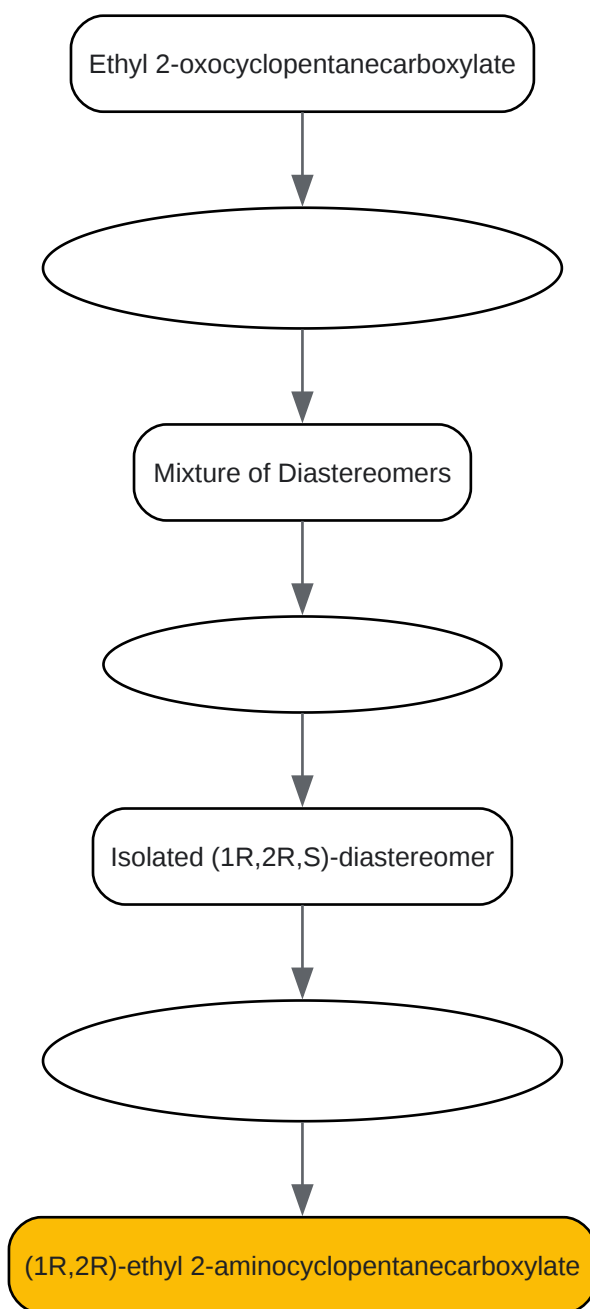 Ethyl 2-oxocyclopentanecarboxylate
Mixture of Diastereomers
Isolated (1R,2R,S)-diastereomer
(1R,2R)-ethyl 2-aminocyclopentanecarboxylate